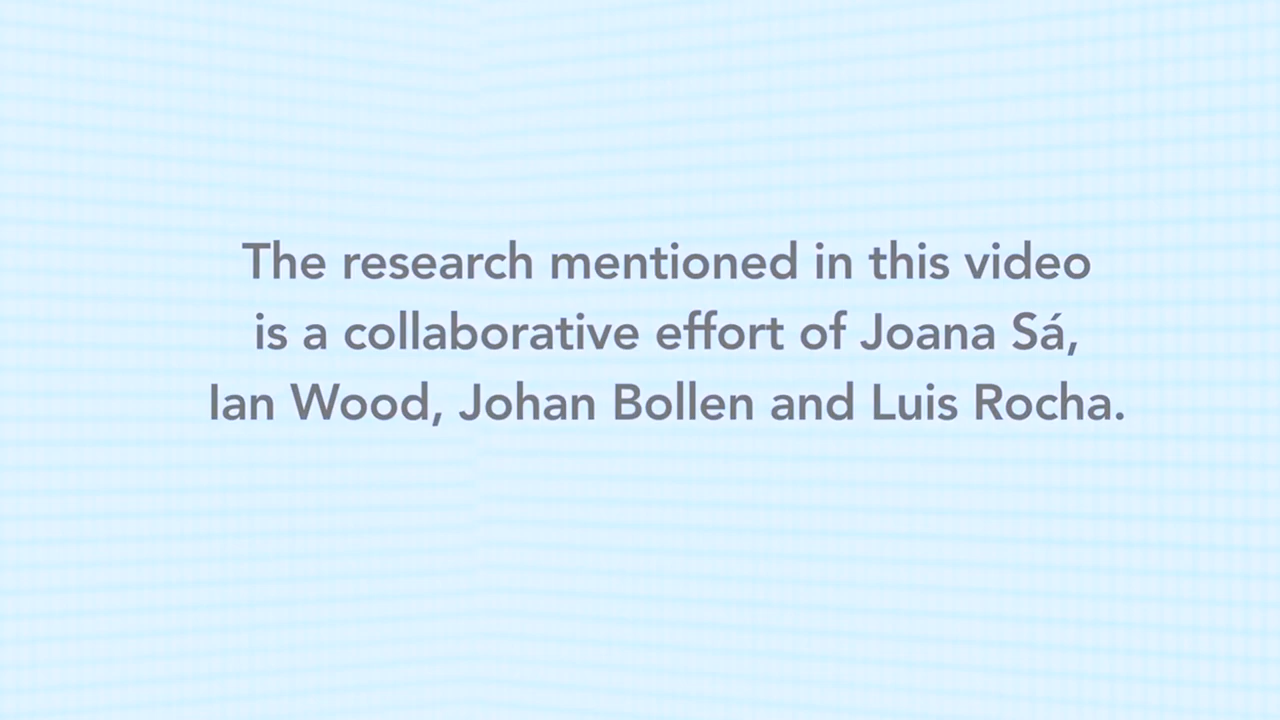 The research mentioned in this video
is a collaborative effort of Joana Sá,
Ian Wood, Johan Bollen and Luis Rocha.